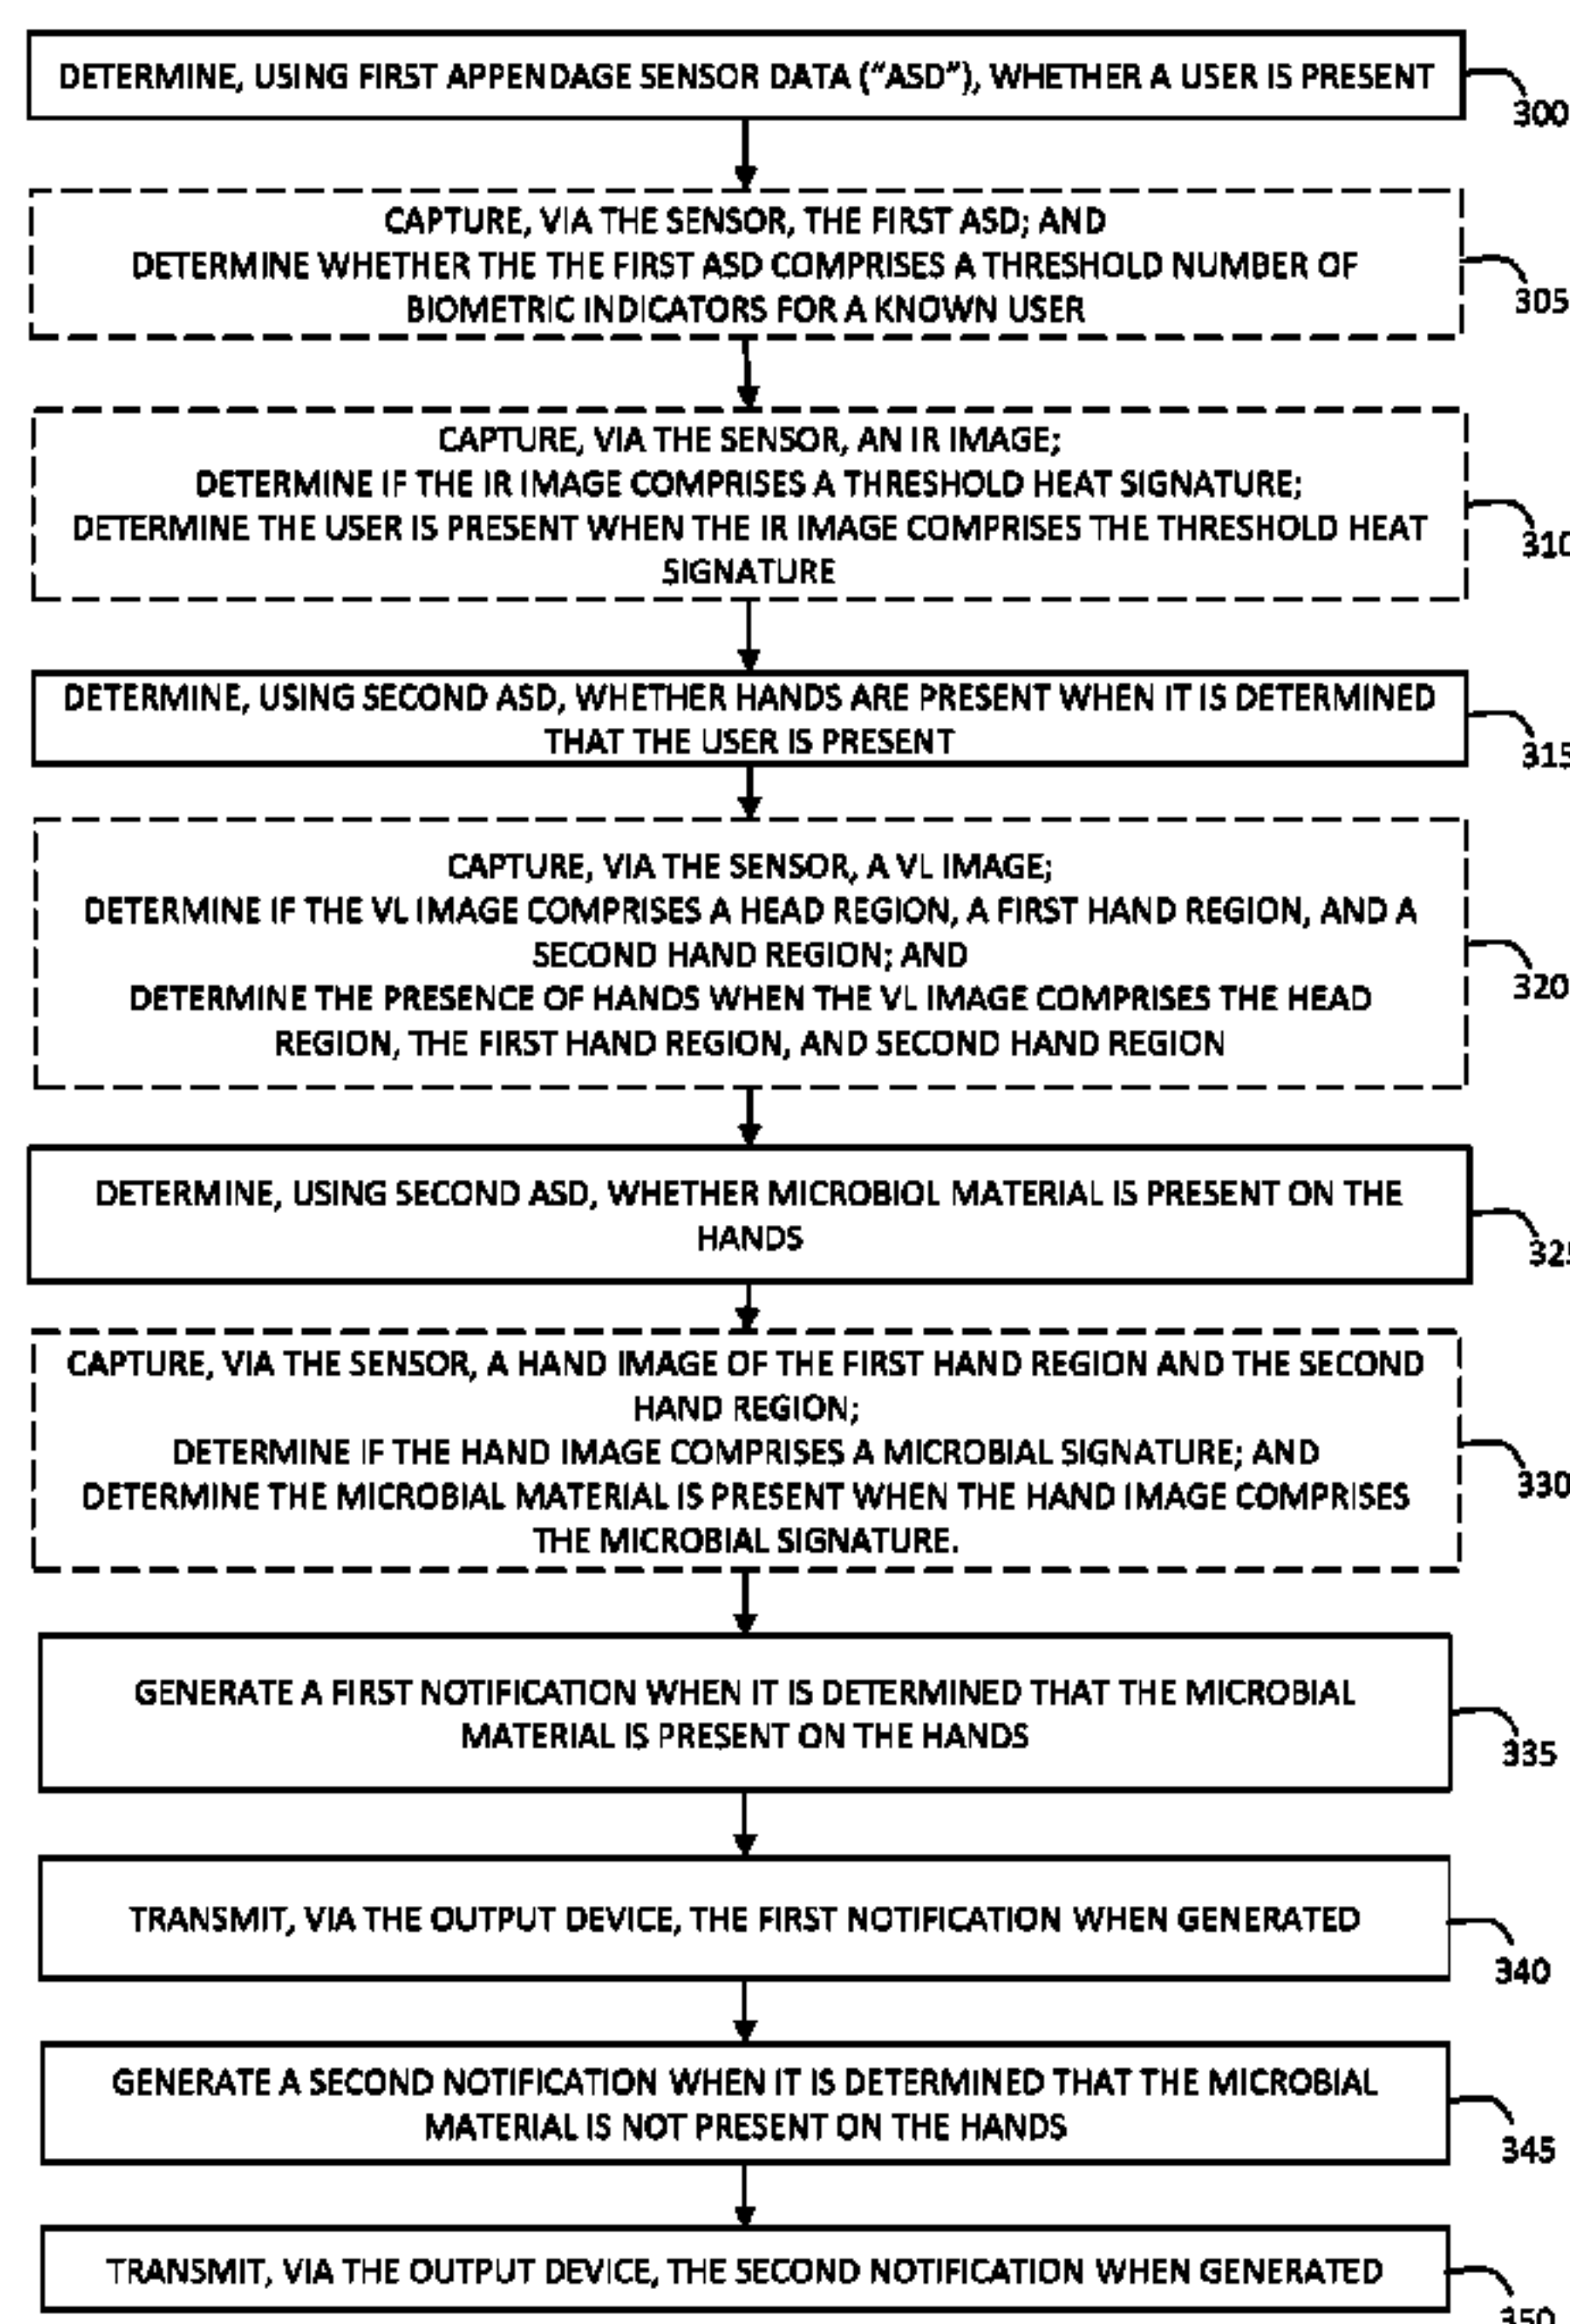 DETERMINE, USING FIRST APPENDAGE SENSOR DATA (“ASD”), WHETHER A USER IS PRESENT
300
CAPTURE, VIA THE SENSOR, THE FIRST ASD; AND
DETERMINE WHETHER THE THE FIRST ASD COMPRISES A THRESHOLD NUMBER OF
BIOMETRIC INDICATORS FOR A KNOWN USER
305
CAPTURE, VIA THE SENSOR, AN IR IMAGE;
DETERMINE IF THE IR IMAGE COMPRISES A THRESHOLD HEAT SIGNATURE;
DETERMINE THE USER IS PRESENT WHEN THE IR IMAGE COMPRISES THE THRESHOLD HEAT
SIGNATURE
310
DETERMINE, USING SECOND ASD, WHETHER HANDS ARE PRESENT WHEN IT IS DETERMINED
THAT THE USER IS PRESENT
315
CAPTURE, VIA THE SENSOR, A VL IMAGE;
DETERMINE IF THE VL IMAGE COMPRISES A HEAD REGION, A FIRST HAND REGION, AND A
SECOND HAND REGION; AND
DETERMINE THE PRESENCE OF HANDS WHEN THE VL IMAGE COMPRISES THE HEAD
REGION, THE FIRST HAND REGION, AND SECOND HAND REGION
320
DETERMINE, USING SECOND ASD, WHETHER MICROBIOL MATERIAL IS PRESENT ON THE
HANDS
325
CAPTURE, VIA THE SENSOR, A HAND IMAGE OF THE FIRST HAND REGION AND THE SECOND
HAND REGION;
DETERMINE IF THE HAND IMAGE COMPRISES A MICROBIAL SIGNATURE; AND
DETERMINE THE MICROBIAL MATERIAL IS PRESENT WHEN THE HAND IMAGE COMPRISES
THE MICROBIAL SIGNATURE.
330
GENERATE A FIRST NOTIFICATION WHEN IT IS DETERMINED THAT THE MICROBIAL
MATERIAL IS PRESENT ON THE HANDS
335
TRANSMIT, VIA THE OUTPUT DEVICE, THE FIRST NOTIFICATION WHEN GENERATED
340
GENERATE A SECOND NOTIFICATION WHEN IT IS DETERMINED THAT THE MICROBIAL
MATERIAL IS NOT PRESENT ON THE HANDS
345
TRANSMIT, VIA THE OUTPUT DEVICE, THE SECOND NOTIFICATION WHEN GENERATED
350